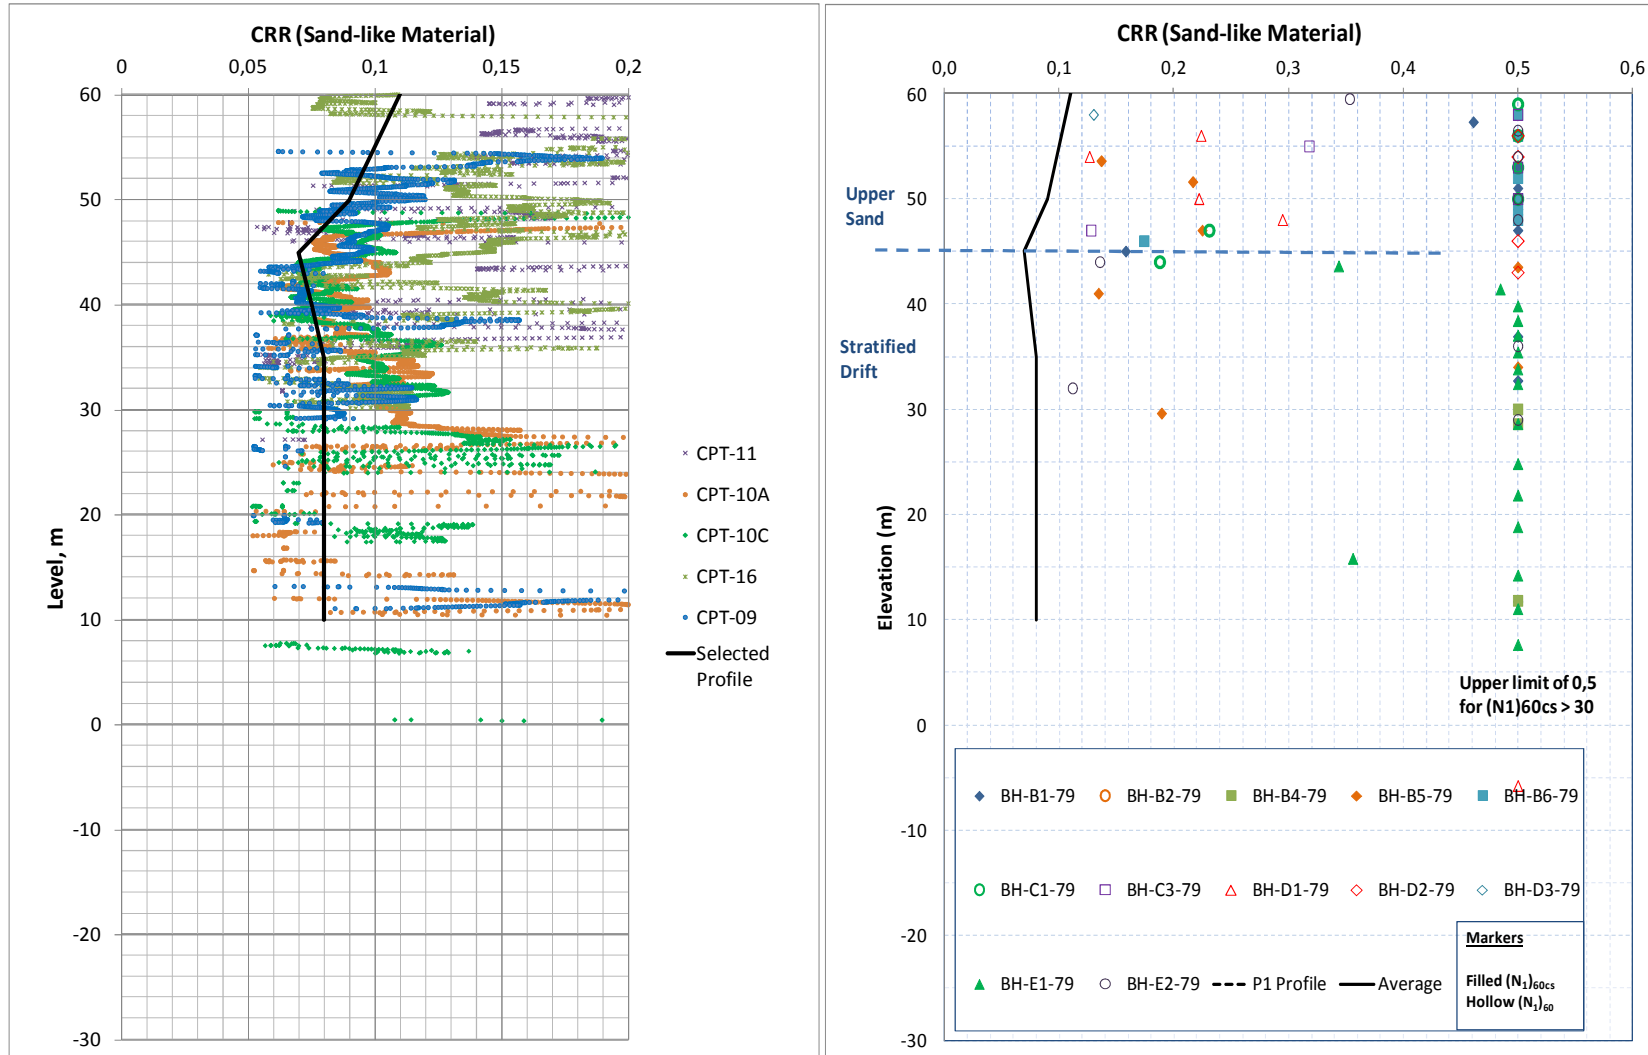 CRR (Sand-like Material)
0 0,05 0,1 0,15 0,2
60
50
40
30
20
10
0
-10
-20
-30
Level, m
CPT-11
CPT-10A
CPT-10C
CPT-16
CPT-09
Selected
Profile
CRR (Sand-like Material)
0,0 0,1 0,2 0,3 0,4 0,5 0,6
60
50
40
30
20
10
0
-10
-20
-30
Elevation (m)
Upper
Sand
Stratified
Drift
Upper limit of 0,5
for (N1)60cs > 30
BH-B1-79 BH-B2-79 BH-B4-79 BH-B5-79 BH-B6-79
BH-C1-79 BH-C3-79 BH-D1-79 BH-D2-79 BH-D3-79
BH-E1-79 BH-E2-79 P1 Profile Average
Markers
Filled (N₁)₆₀cs
Hollow (N₁)₆₀